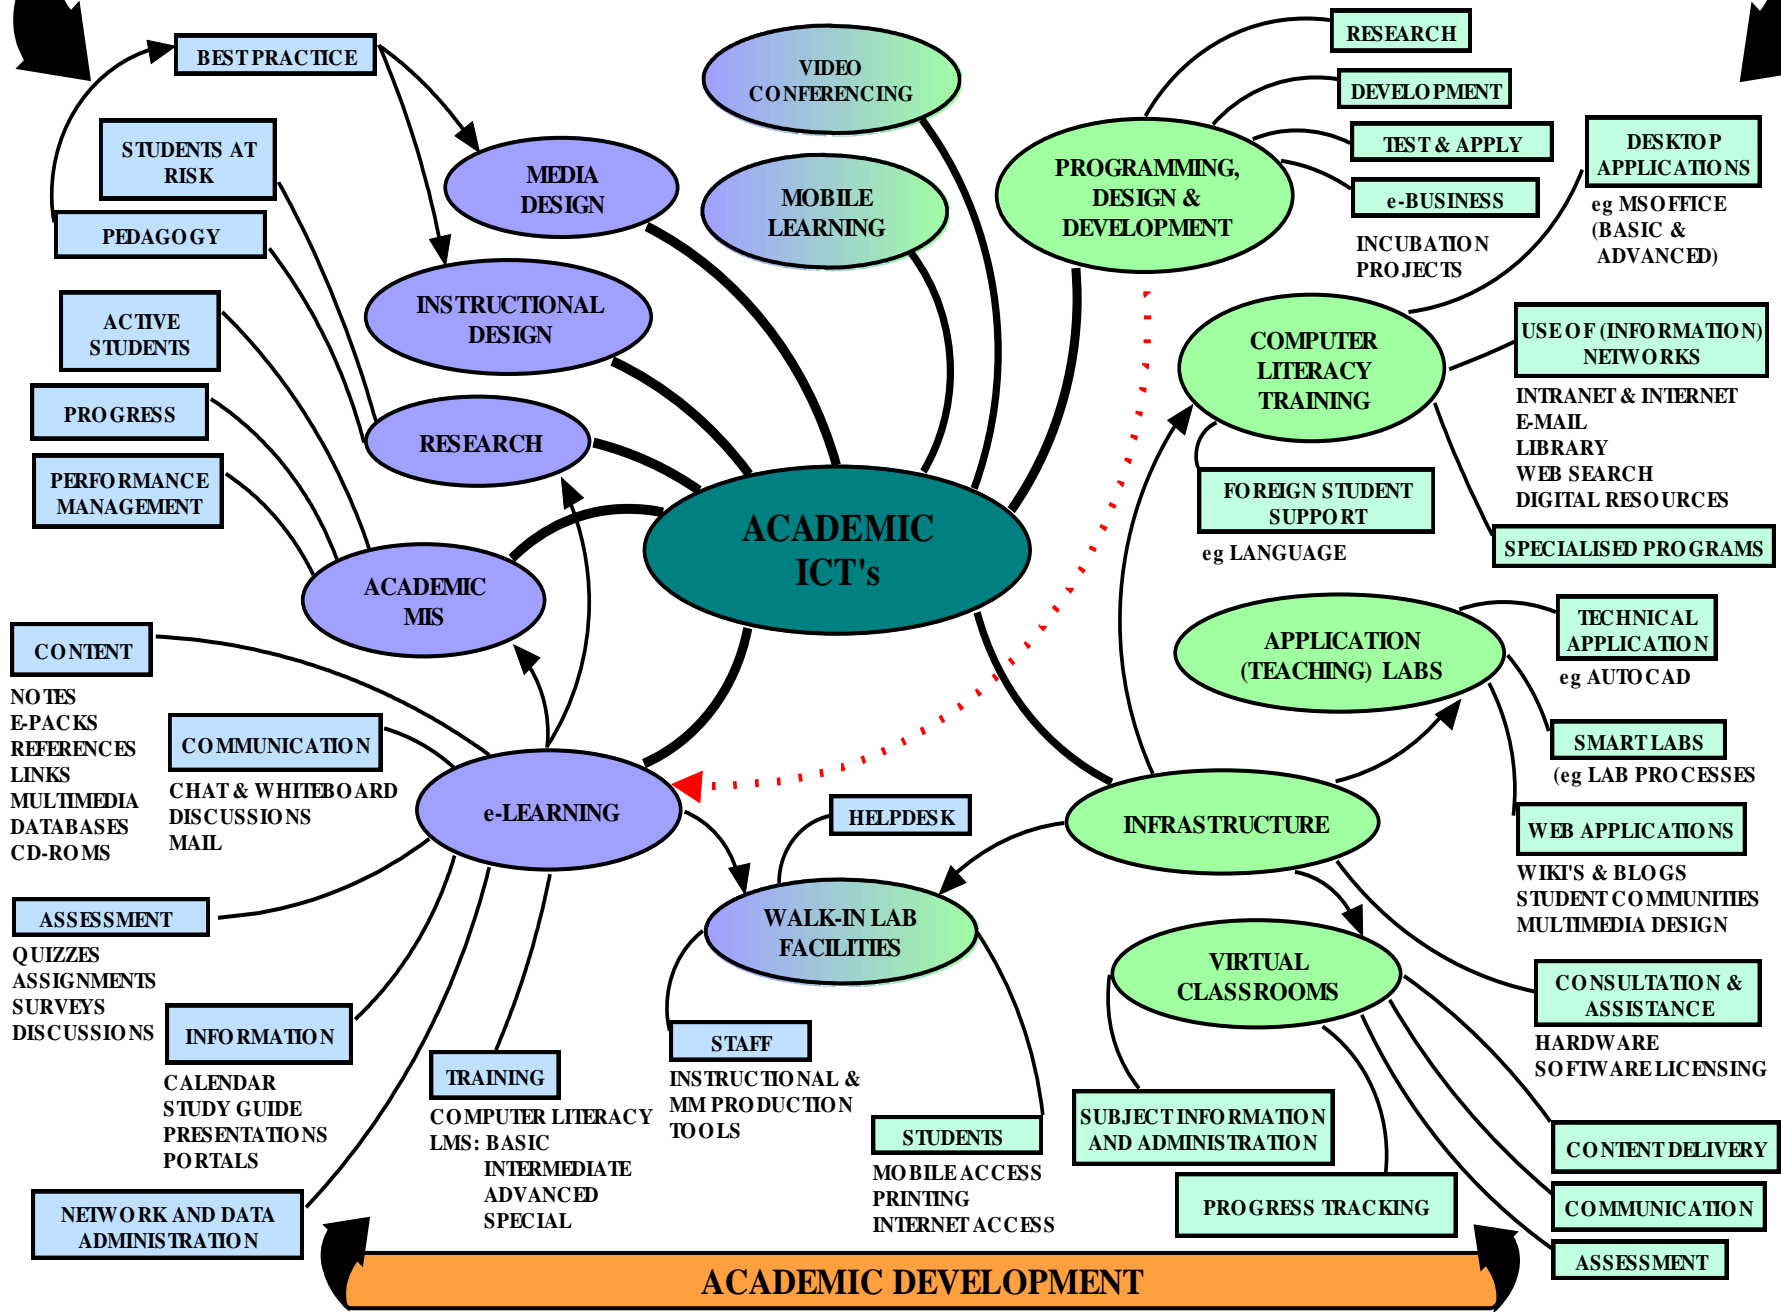 BEST PRACTICE
STUDENTS AT
RISK
PEDAGOGY
ACTIVE
STUDENTS
PROGRESS
PERFORMANCE
MANAGEMENT
MEDIA
DESIGN
INSTRUCTIONAL
DESIGN
RESEARCH
ACADEMIC
MIS
VIDEO
CONFERENCING
MOBILE
LEARNING
ACADEMIC
ICT's
PROGRAMMING,
DESIGN &
DEVELOPMENT
RESEARCH
DEVELOPMENT
TEST & APPLY
e-BUSINESS
INCUBATION
PROJECTS
DESKTOP
APPLICATIONS
eg MSOFFICE
(BASIC &
ADVANCED)
COMPUTER
LITERACY
TRAINING
USE OF (INFORMATION)
NETWORKS
INTRANET & INTERNET
E-MAIL
LIBRARY
WEB SEARCH
DIGITAL RESOURCES
FOREIGN STUDENT
SUPPORT
eg LANGUAGE
SPECIALISED PROGRAMS
APPLICATION
(TEACHING) LABS
TECHNICAL
APPLICATION
eg AUTOCAD
SMART LABS
(eg LAB PROCESSES
WEB APPLICATIONS
WIKI'S & BLOGS
STUDENT COMMUNITIES
MULTIMEDIA DESIGN
CONTENT
NOTES
E-PACKS
REFERENCES
LINKS
MULTIMEDIA
DATABASES
CD-ROMS
COMMUNICATION
CHAT & WHITEBOARD
DISCUSSIONS
MAIL
e-LEARNING
HELPDESK
INFRASTRUCTURE
ASSESSMENT
QUIZZES
ASSIGNMENTS
SURVEYS
DISCUSSIONS
WALK-IN LAB
FACILITIES
VIRTUAL
CLASSROOMS
CONSULTATION &
ASSISTANCE
HARDWARE
SOFTWARE LICENSING
INFORMATION
CALENDAR
STUDY GUIDE
PRESENTATIONS
PORTALS
TRAINING
COMPUTER LITERACY
LMS: BASIC
INTERMEDIATE
ADVANCED
SPECIAL
STAFF
INSTRUCTIONAL &
MM PRODUCTION
TOOLS
STUDENTS
MOBILE ACCESS
PRINTING
INTERNET ACCESS
SUBJECT INFORMATION
AND ADMINISTRATION
PROGRESS TRACKING
CONTENT DELIVERY
COMMUNICATION
ASSESSMENT
NETWORK AND DATA
ADMINISTRATION
ACADEMIC DEVELOPMENT